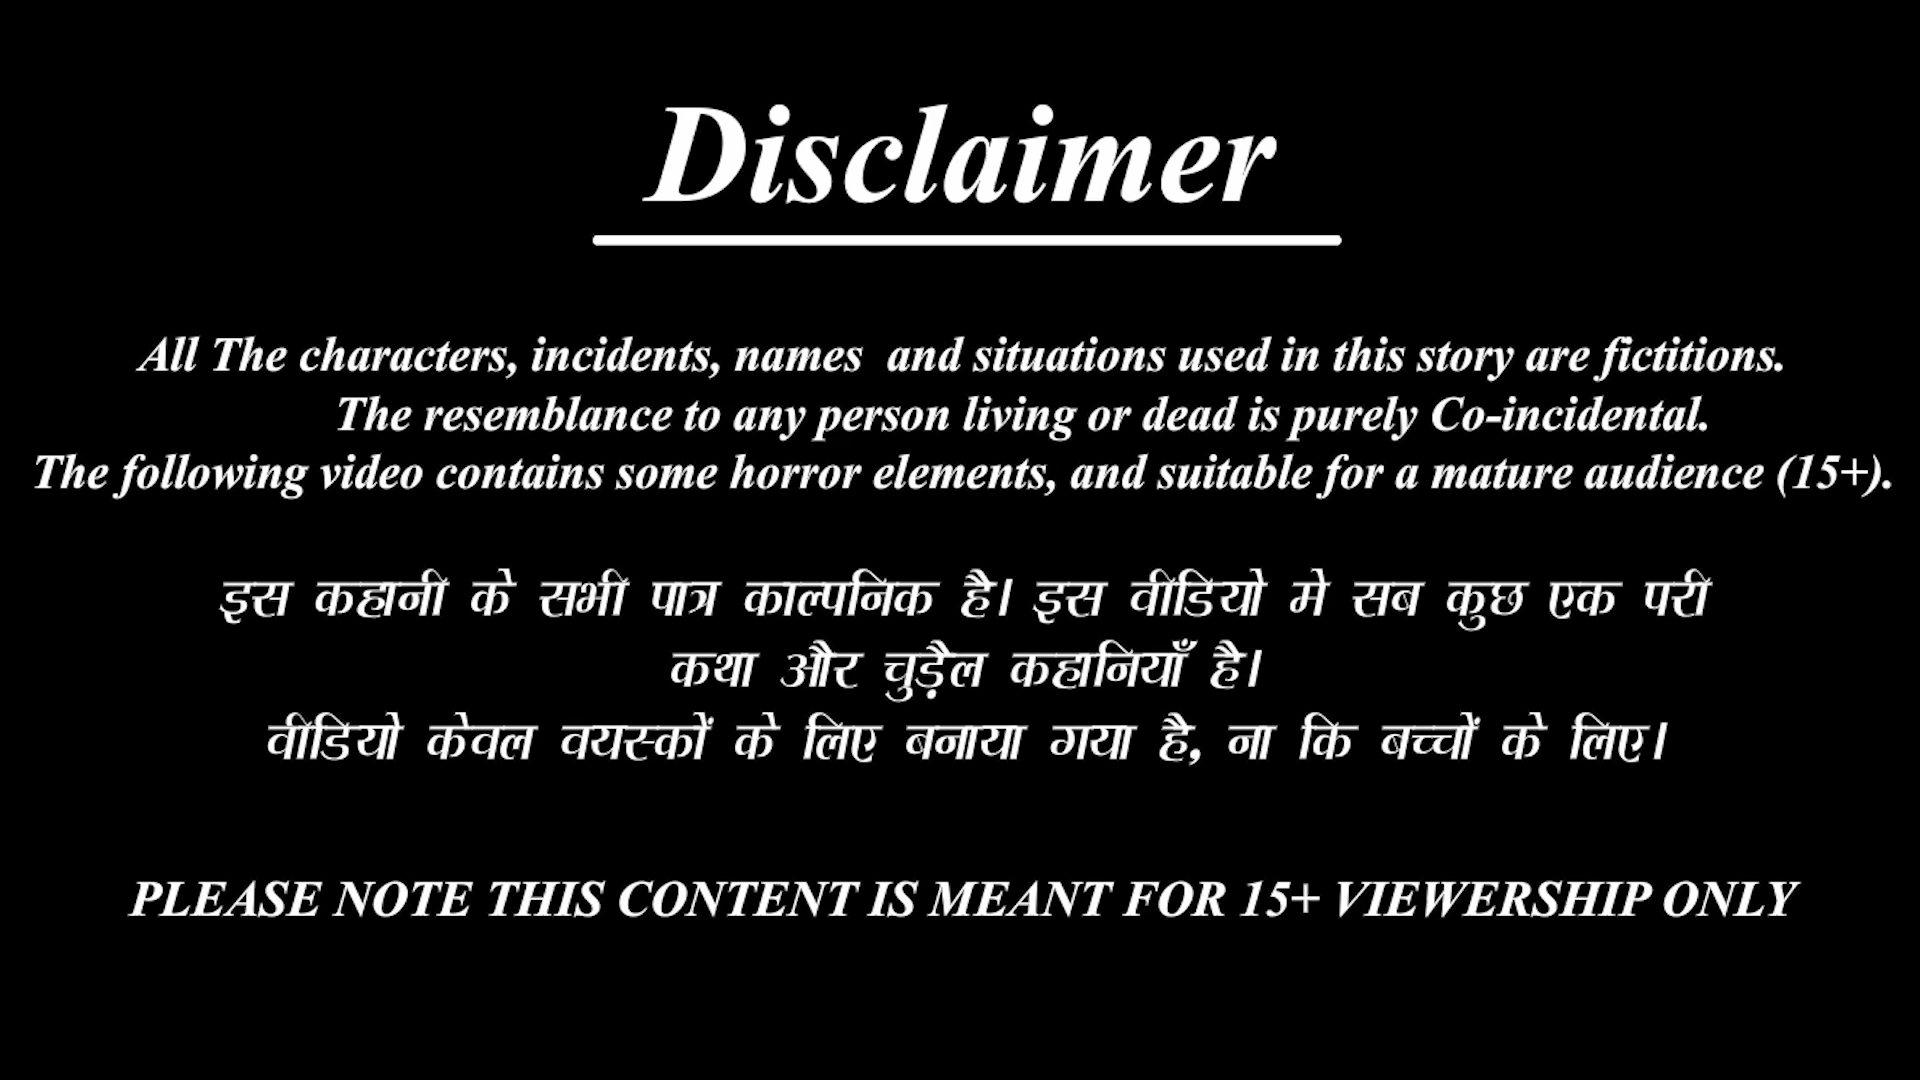 Disclaimer
All The characters, incidents, names and situations used in this story are fictitions.
The resemblance to any person living or dead is purely Co-incidental.
The following video contains some horror elements, and suitable for a mature audience (15+).
इस कहानी के सभी पात्र काल्पनिक है। इस वीडियो मे सब कुछ एक परी
कथा और चुड़ैल कहानियाँ है।
वीडियो केवल वयस्कों के लिए बनाया गया है, ना कि बच्चों के लिए।
PLEASE NOTE THIS CONTENT IS MEANT FOR 15+ VIEWERSHIP ONLY